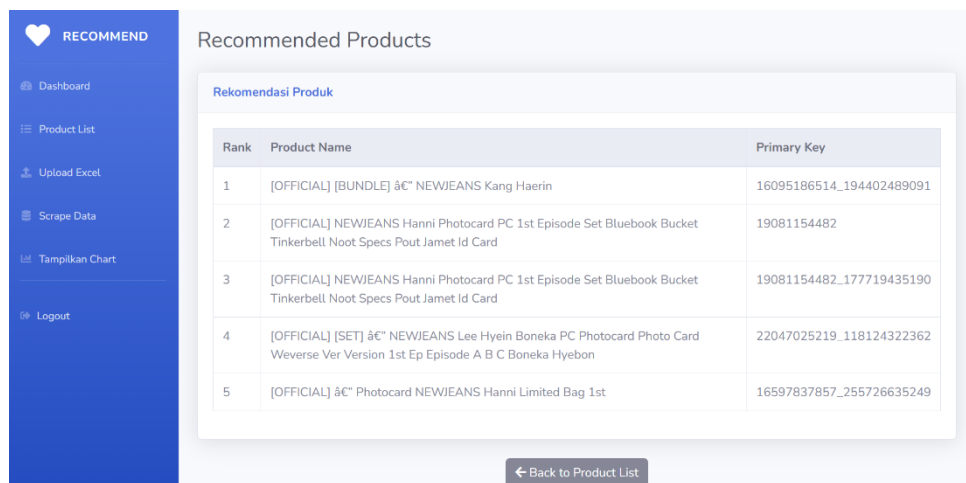 RECOMMEND
Dashboard
Product List
Upload Excel
Scrape Data
Tampilkan Chart
Logout
Recommended Products
Rekomendasi Produk
Rank Product Name Primary Key
1 [OFFICIAL] [BUNDLE] â€” NEWJEANS Kang Haerin 16095186514_194402489091
2 [OFFICIAL] NEWJEANS Hanni Photocard PC 1st Episode Set Bluebook Bucket 19081154482
Tinkerbell Noot Specs Pout Jamet Id Card
3 [OFFICIAL] NEWJEANS Hanni Photocard PC 1st Episode Set Bluebook Bucket 19081154482_177719435190
Tinkerbell Noot Specs Pout Jamet Id Card
4 [OFFICIAL] [SET] â€” NEWJEANS Lee Hyein Boneka PC Photocard Photo Card 22047025219_118124322362
Weverse Ver Version 1st Ep Episode A B C Boneka Hyebon
5 [OFFICIAL] â€” Photocard NEWJEANS Hanni Limited Bag 1st 16597837857_255726635249
Back to Product List